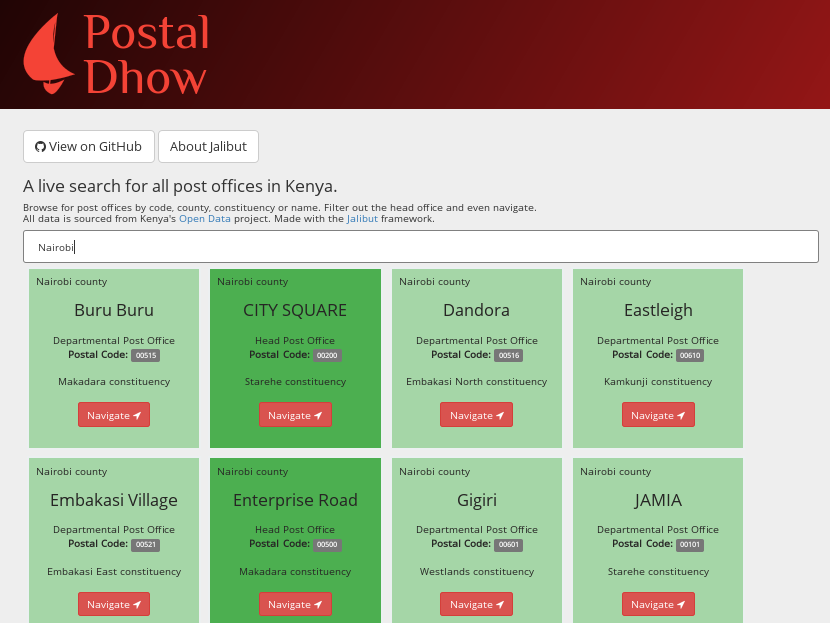 Postal
Dhow
View on GitHub
About Jalibut
A live search for all post offices in Kenya.
Browse for post offices by code, county, constituency or name. Filter out the head office and even navigate.
All data is sourced from Kenya's Open Data project. Made with the Jalibut framework.
Nairobi
Nairobi county
Buru Buru
Departmental Post Office
Postal Code: 00515
Makadara constituency
Navigate
Nairobi county
CITY SQUARE
Head Post Office
Postal Code: 00200
Starehe constituency
Navigate
Nairobi county
Dandora
Departmental Post Office
Postal Code: 00516
Embakasi North constituency
Navigate
Nairobi county
Eastleigh
Departmental Post Office
Postal Code: 00610
Kamkunji constituency
Navigate
Nairobi county
Embakasi Village
Departmental Post Office
Postal Code: 00521
Embakasi East constituency
Navigate
Nairobi county
Enterprise Road
Head Post Office
Postal Code: 00500
Makadara constituency
Navigate
Nairobi county
Gigiri
Departmental Post Office
Postal Code: 00601
Westlands constituency
Navigate
Nairobi county
JAMIA
Departmental Post Office
Postal Code: 00101
Starehe constituency
Navigate